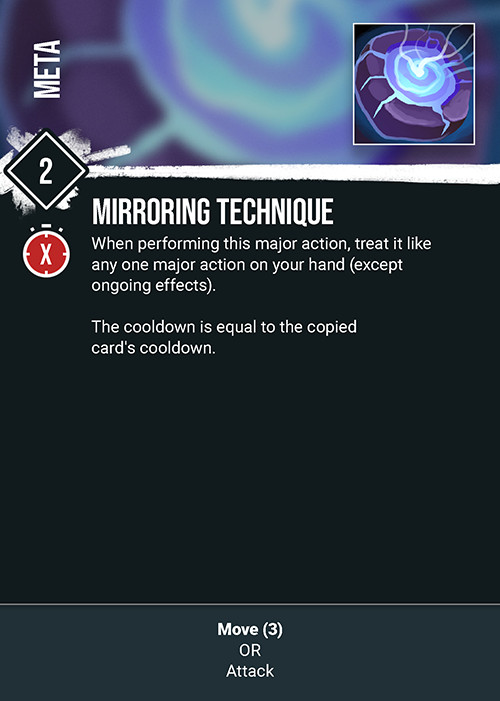 META
2
MIRRORING TECHNIQUE
X
When performing this major action, treat it like
any one major action on your hand (except
ongoing effects).
The cooldown is equal to the copied
card's cooldown.
Move (3)
OR
Attack